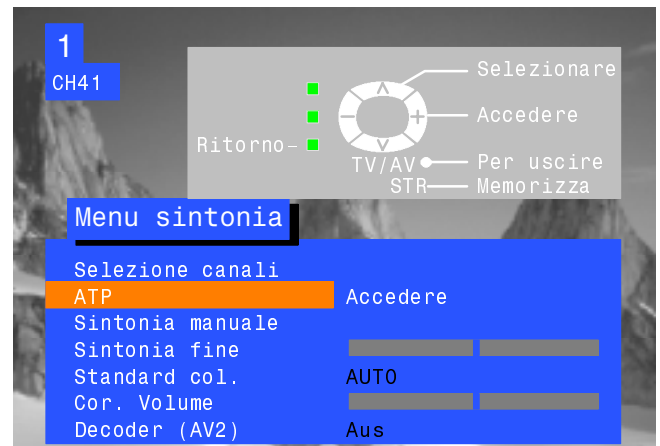 1
CH41
Selezionare
Accedere
Ritorno
TV/AV Per uscire
STR Memorizza
Menu sintonia
Selezione canali
ATP Accedere
Sintonia manuale
Sintonia fine
Standard col. AUTO
Cor. Volume
Decoder (AV2) Aus